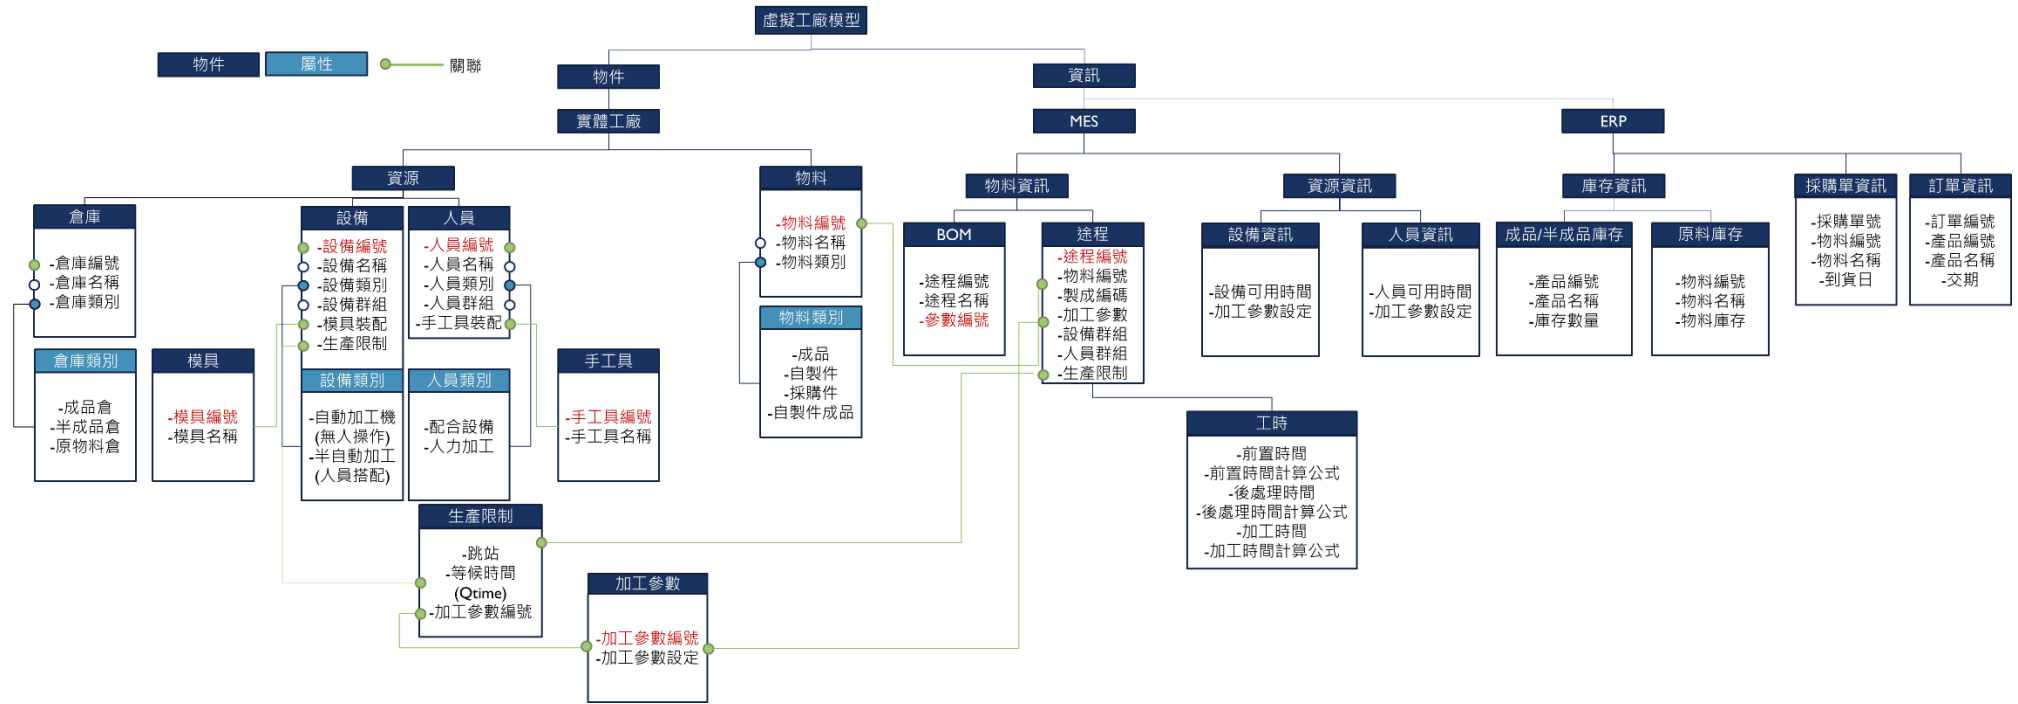 虛擬工廠模型
物件
屬性
關聯
物件
資訊
實體工廠
MES
ERP
資源
物料
物料資訊
資源資訊
庫存資訊
採購單資訊
-採購單號
-物料編號
-物料名稱
-到貨日
訂單資訊
-訂單編號
-產品編號
-產品名稱
-交期
倉庫
-倉庫編號
-倉庫名稱
-倉庫類別
設備
-設備編號
-設備名稱
-設備類別
-設備群組
-模具裝配
-生產限制
人員
-人員編號
-人員名稱
-人員類別
-人員群組
-手工具裝配
-物料編號
-物料名稱
-物料類別
BOM
-途程編號
-途程名稱
-參數編號
途程
-途程編號
-物料編號
-製成編碼
-加工參數
-設備群組
-人員群組
-生產限制
設備資訊
-設備可用時間
-加工參數設定
人員資訊
-人員可用時間
-加工參數設定
成品/半成品庫存
-產品編號
-產品名稱
-庫存數量
原料庫存
-物料編號
-物料名稱
-物料庫存
倉庫類別
-成品倉
-半成品倉
-原物料倉
模具
-模具編號
-模具名稱
設備類別
-自動加工機
(無人操作)
-半自動加工
(人員搭配)
人員類別
-配合設備
-人力加工
手工具
-手工具編號
-手工具名稱
物料類別
-成品
-自製件
-採購件
-自製件成品
工時
-前置時間
-前置時間計算公式
-後處理時間
-後處理時間計算公式
-加工時間
-加工時間計算公式
生產限制
-跳站
-等候時間
(Qtime)
-加工參數編號
加工參數
-加工參數編號
-加工參數設定